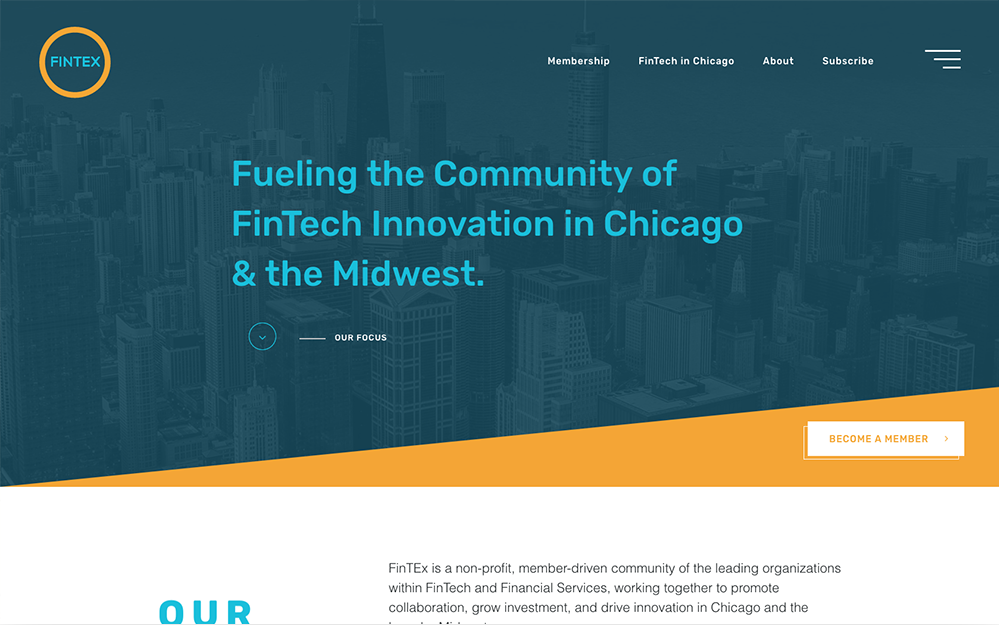 FINTEX
Membership
FinTech in Chicago
About
Subscribe
Fueling the Community of
FinTech Innovation in Chicago
& the Midwest.
OUR FOCUS
BECOME A MEMBER
FinTEx is a non-profit, member-driven community of the leading organizations
within FinTech and Financial Services, working together to promote
collaboration, grow investment, and drive innovation in Chicago and the
OUR